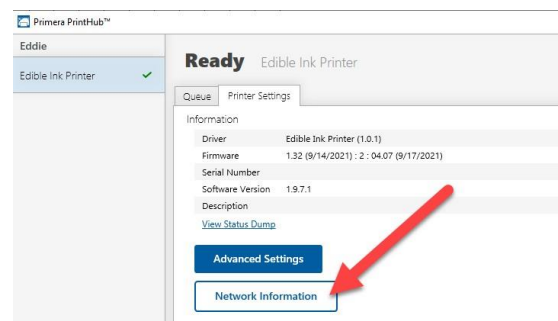 Primera PrintHub™
Eddie
Edible Ink Printer
Ready Edible Ink Printer
Queue Printer Settings
Information
Driver Edible Ink Printer (1.0.1)
Firmware 1.32 (9/14/2021) : 2 : 04.07 (9/17/2021)
Serial Number
Software Version 1.9.7.1
Description
View Status Dump
Advanced Settings
Network Information